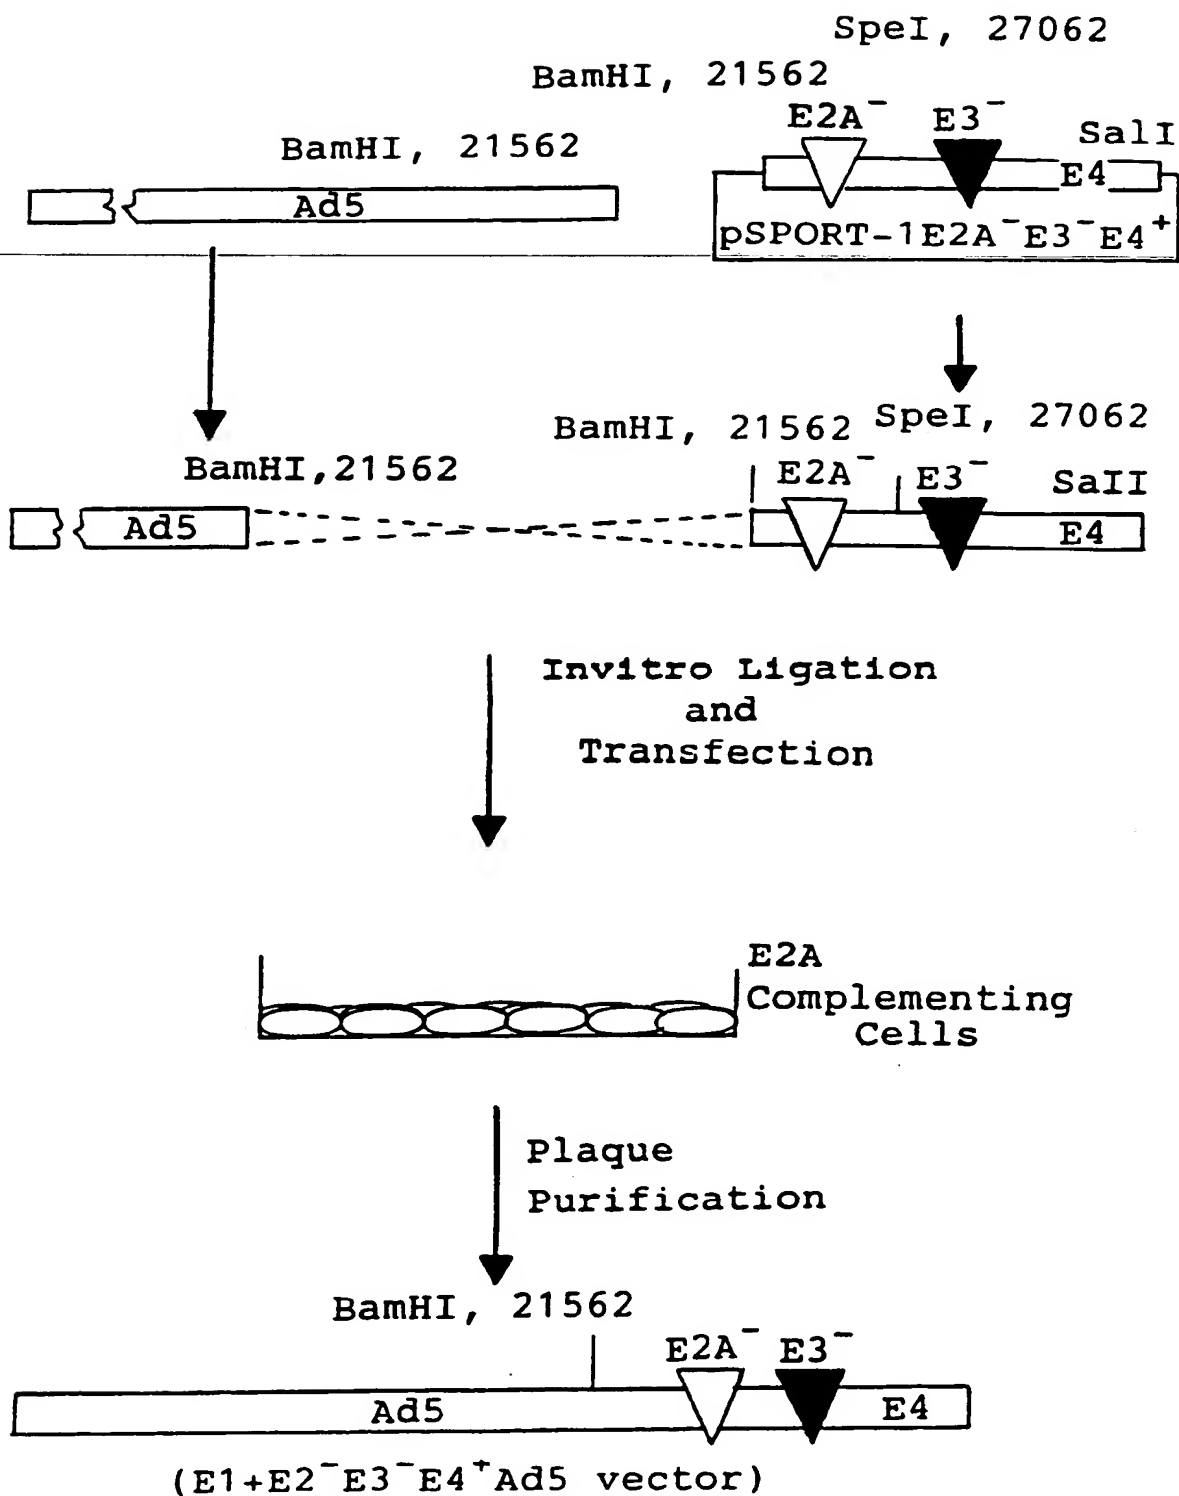 SpeI, 27062
BamHI, 21562
E2A⁻ E3⁻
SalI
BamHI, 21562
Ad5
E4
pSPORT-1E2A⁻E3⁻E4⁺
BamHI, 21562 SpeI, 27062
BamHI,21562
E2A⁻ E3⁻ SaII
Ad5
E4
Invitro Ligation
and
Transfection
E2A
Complementing
Cells
Plaque
Purification
BamHI, 21562
E2A⁻ E3⁻
Ad5
E4
(E1+E2⁻E3⁻E4⁺Ad5 vector)